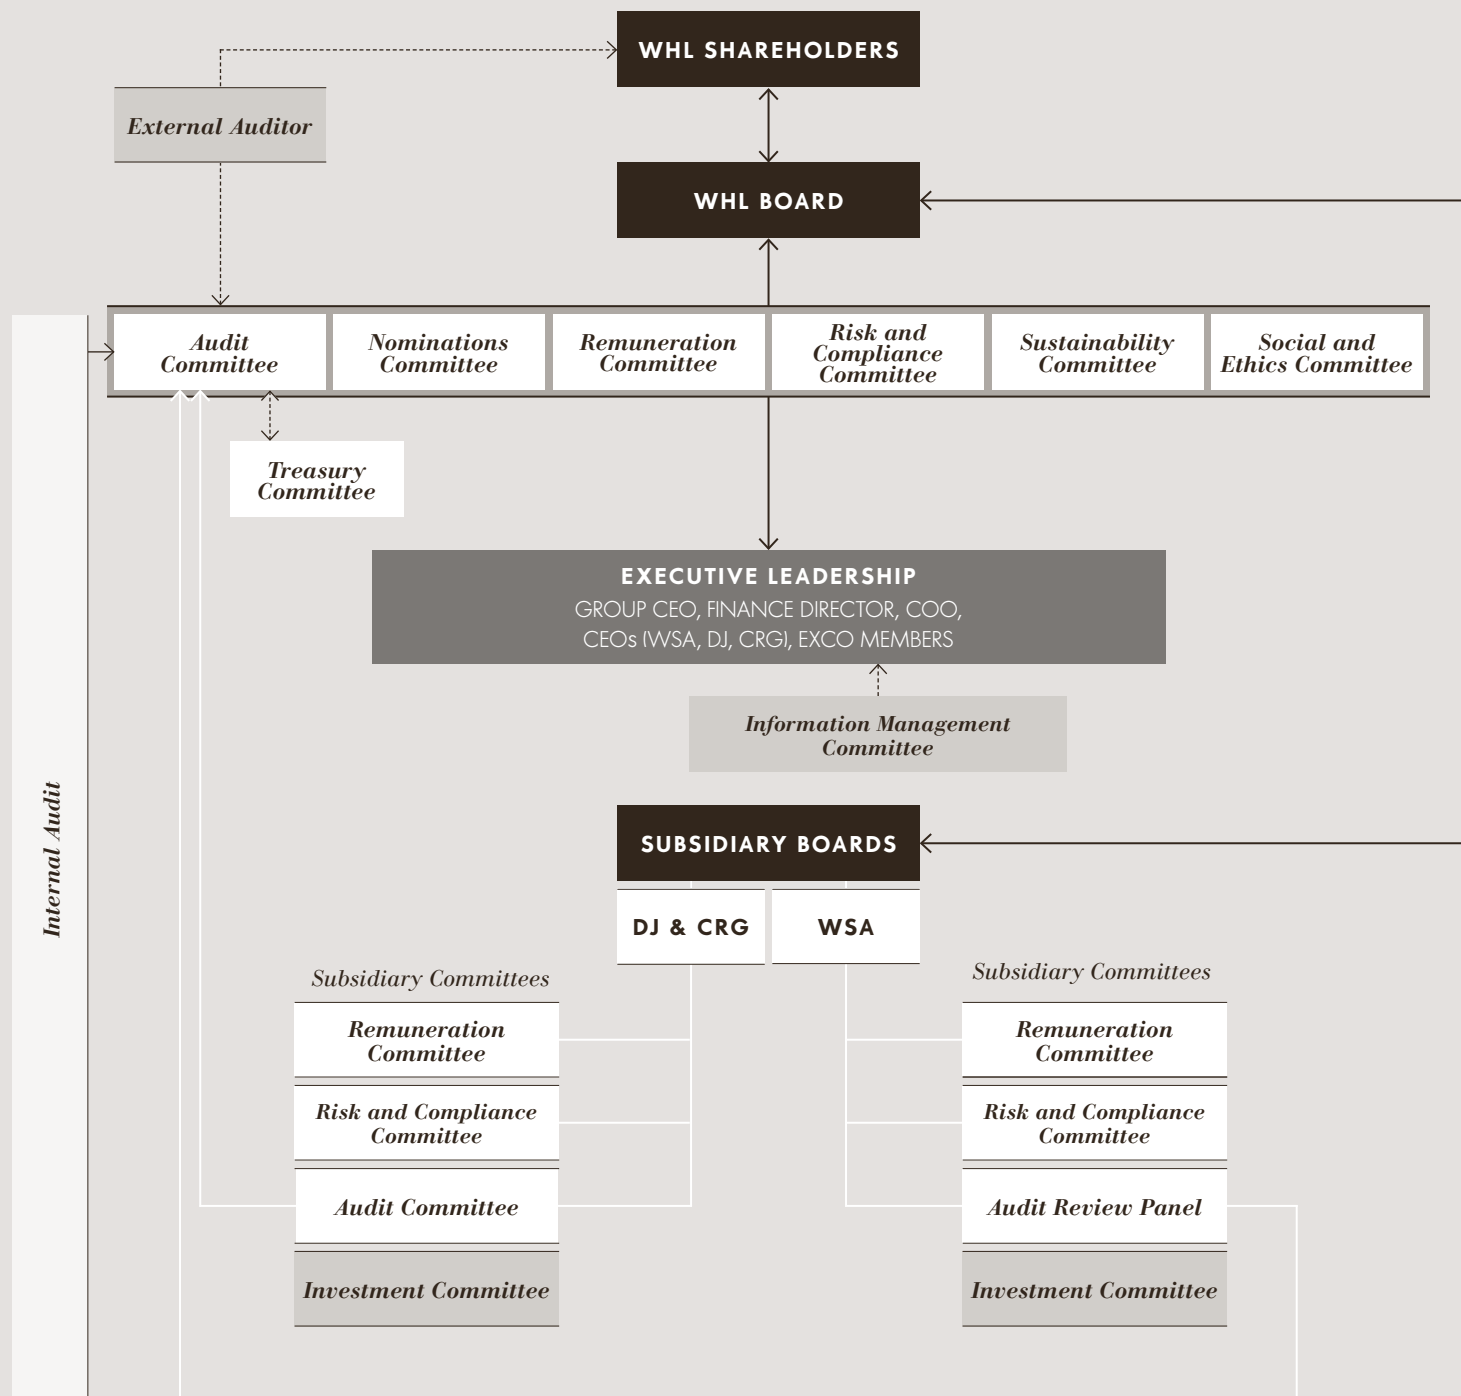 WHL SHAREHOLDERS
External Auditor
WHL BOARD
Audit
Committee
Nominations
Committee
Remuneration
Committee
Risk and
Compliance
Committee
Sustainability
Committee
Social and
Ethics Committee
Treasury
Committee
EXECUTIVE LEADERSHIP
GROUP CEO, FINANCE DIRECTOR, COO,
CEOs (WSA, DJ, CRG), EXCO MEMBERS
Information Management
Committee
Internal Audit
SUBSIDIARY BOARDS
DJ & CRG
WSA
Subsidiary Committees
Remuneration
Committee
Risk and Compliance
Committee
Audit Committee
Investment Committee
Subsidiary Committees
Remuneration
Committee
Risk and Compliance
Committee
Audit Review Panel
Investment Committee